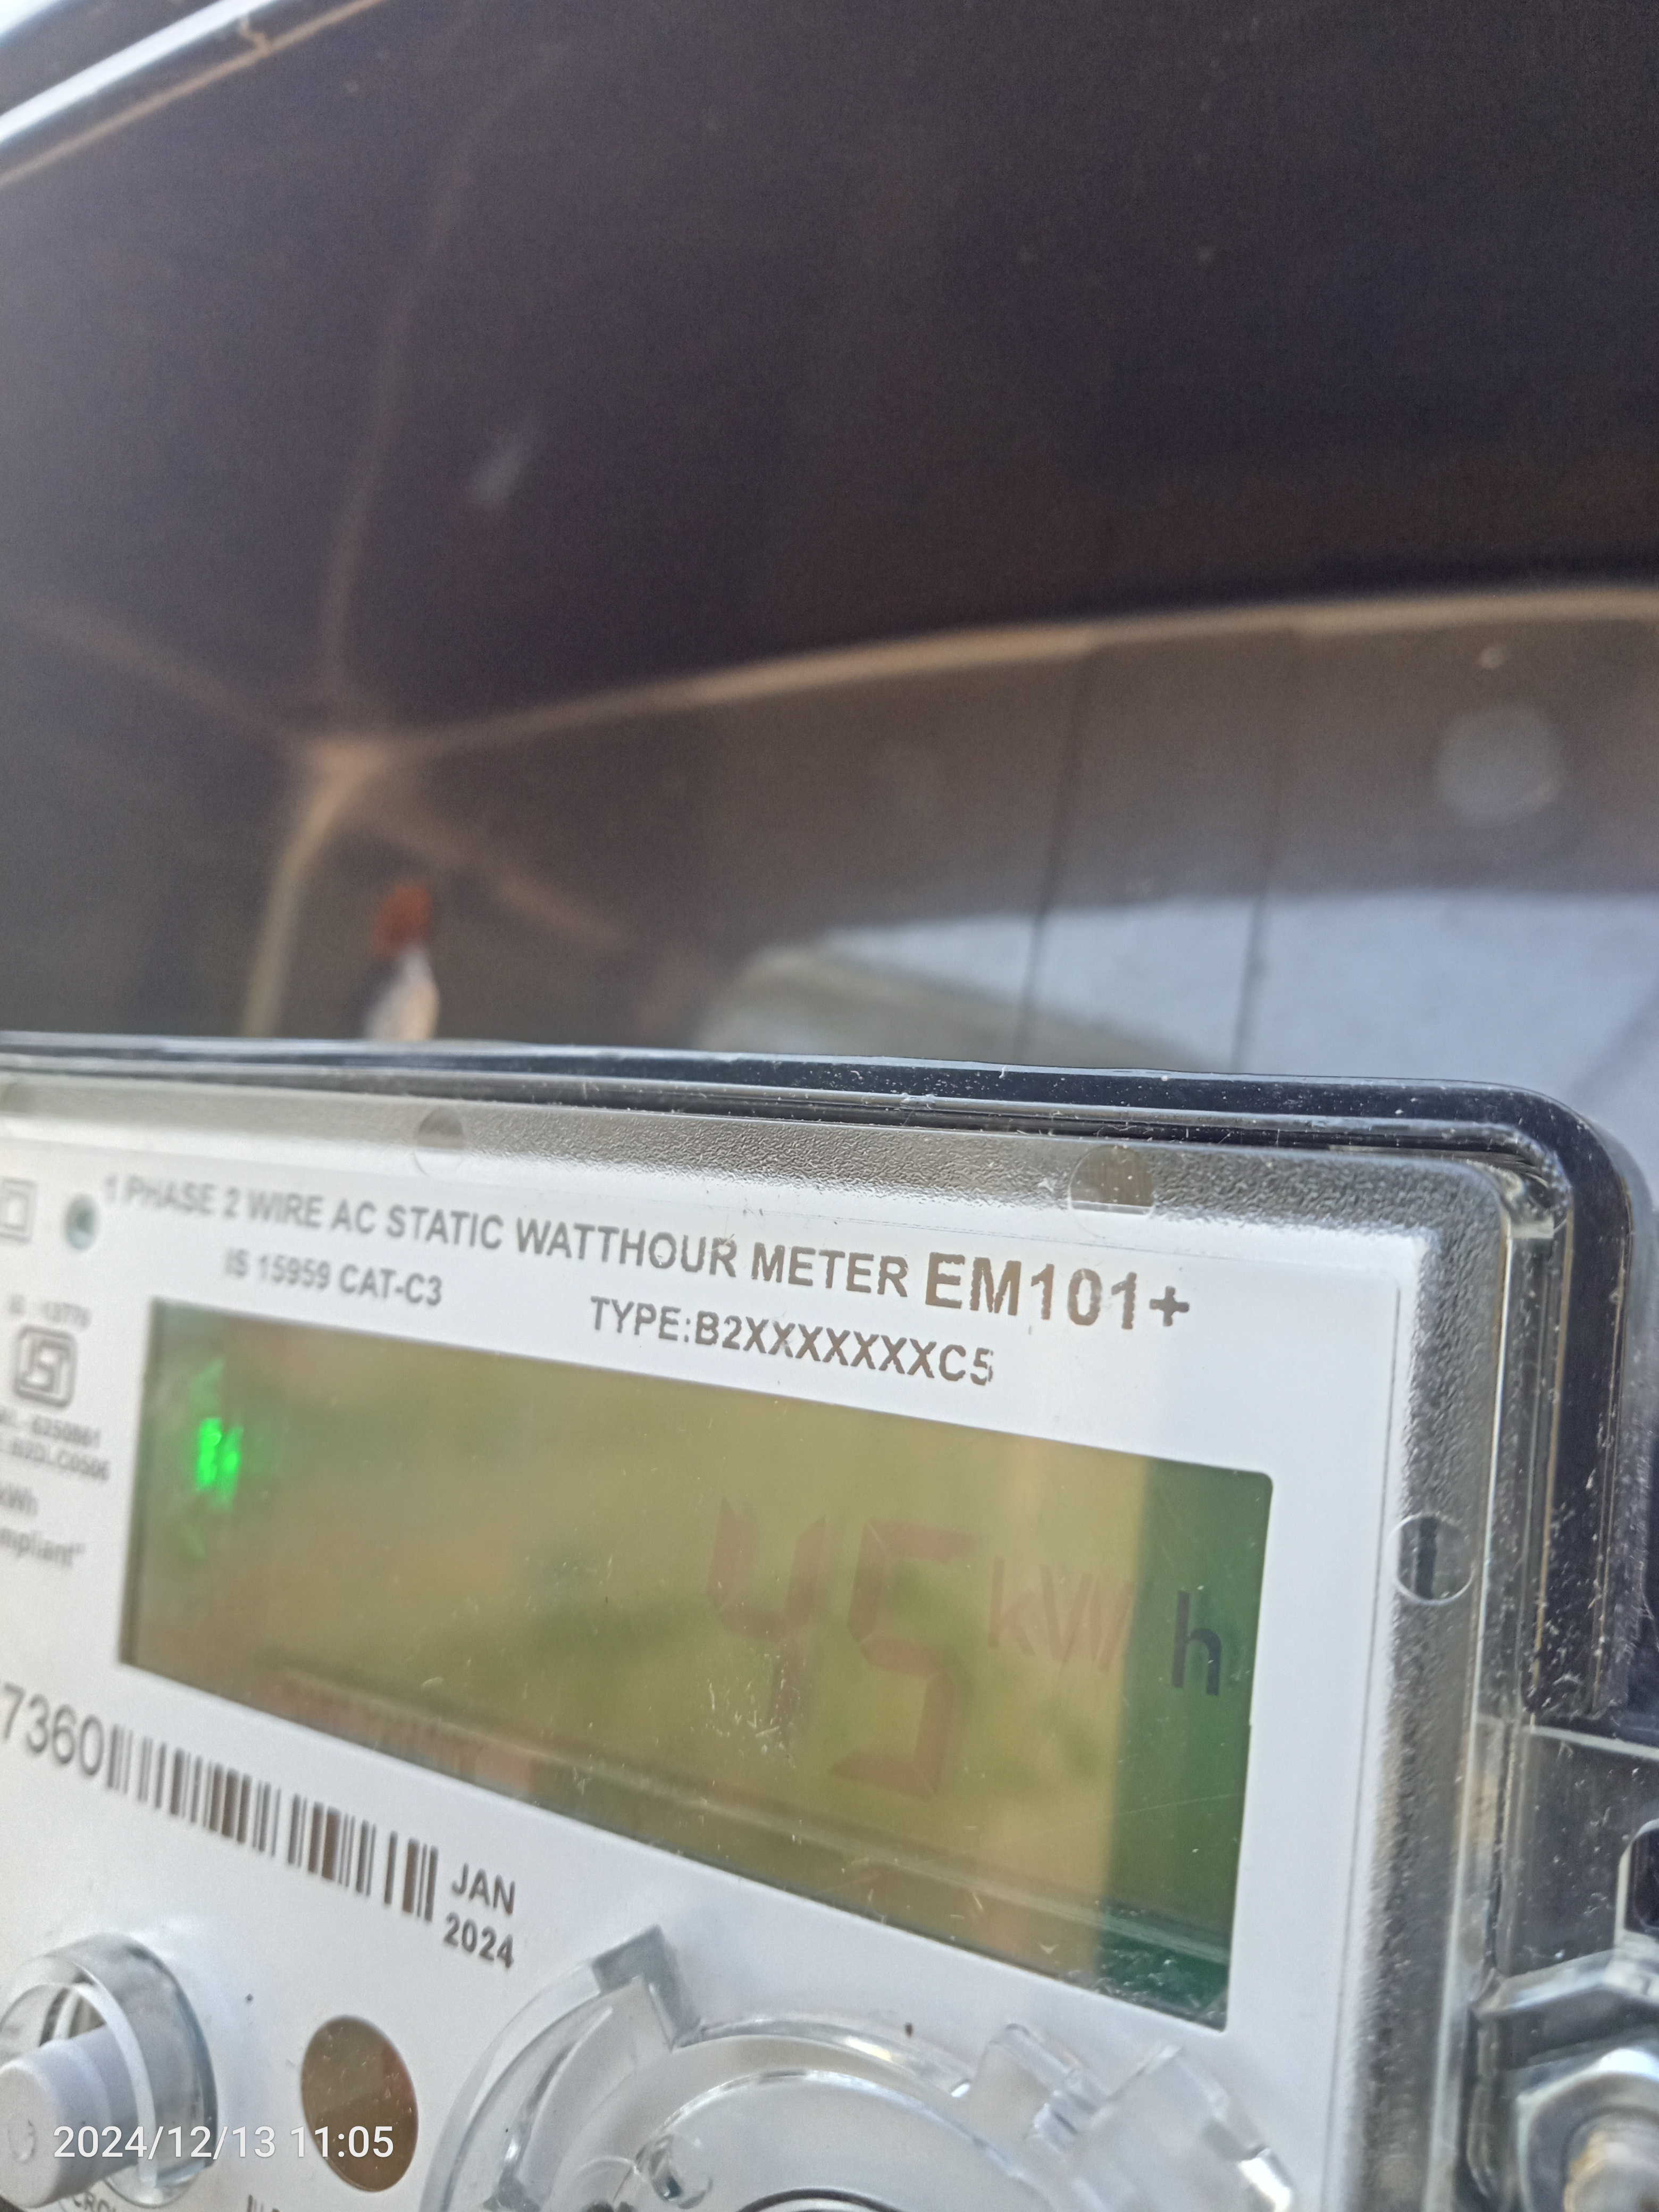 1 PHASE 2 WIRE AC STATIC WATTHOUR METER EM101+
IS 15959 CAT-C3
TYPE:B2XXXXXXXC5
kWh
45 kWh
7360
JAN
2024
2024/12/13 11:05